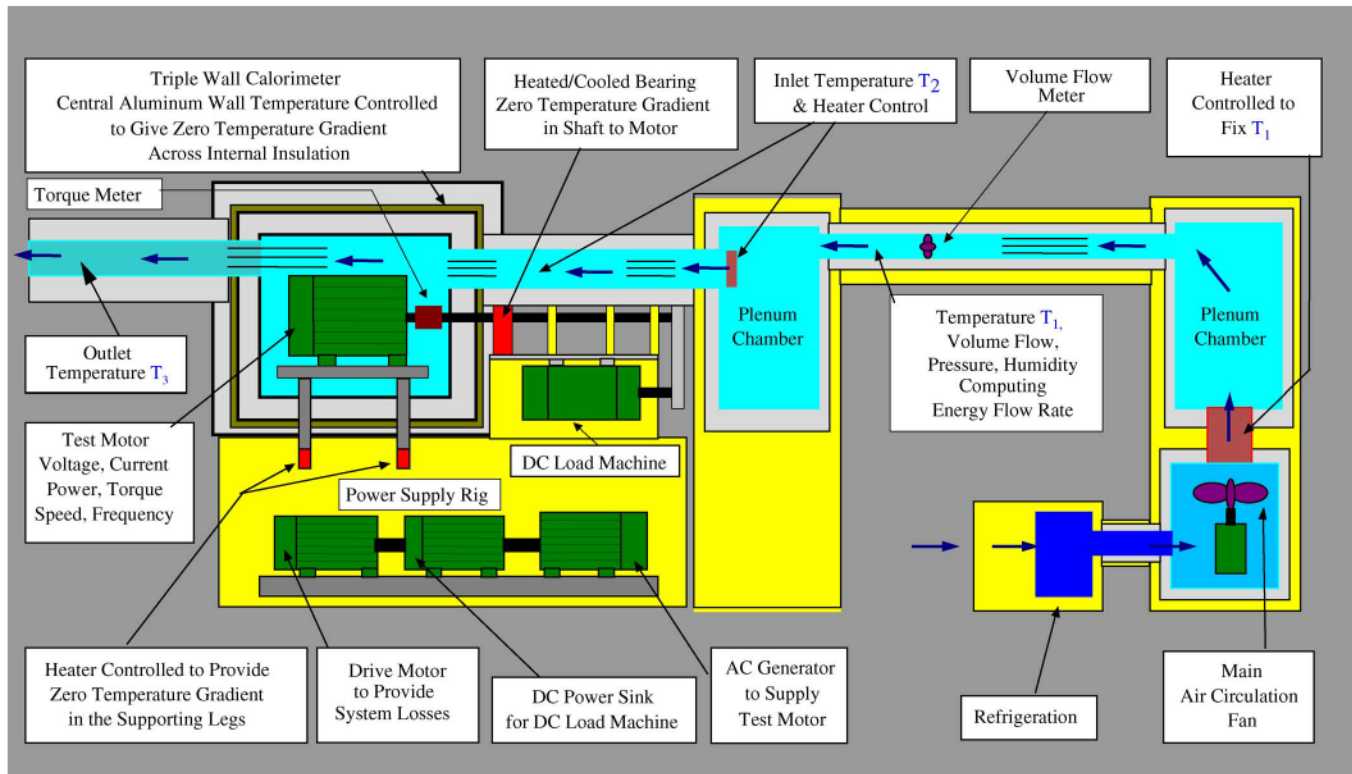 Triple Wall Calorimeter
Central Aluminum Wall Temperature Controlled
to Give Zero Temperature Gradient
Across Internal Insulation
Heated/Cooled Bearing
Zero Temperature Gradient
in Shaft to Motor
Inlet Temperature T2
& Heater Control
Volume Flow
Meter
Heater
Controlled to
Fix T1
Torque Meter
Outlet
Temperature T3
Plenum
Chamber
Temperature T1,
Volume Flow,
Pressure, Humidity
Computing
Energy Flow Rate
Plenum
Chamber
Test Motor
Voltage, Current
Power, Torque
Speed, Frequency
DC Load Machine
Power Supply Rig
Heater Controlled to Provide
Zero Temperature Gradient
in the Supporting Legs
Drive Motor
to Provide
System Losses
DC Power Sink
for DC Load Machine
AC Generator
to Supply
Test Motor
Refrigeration
Main
Air Circulation
Fan